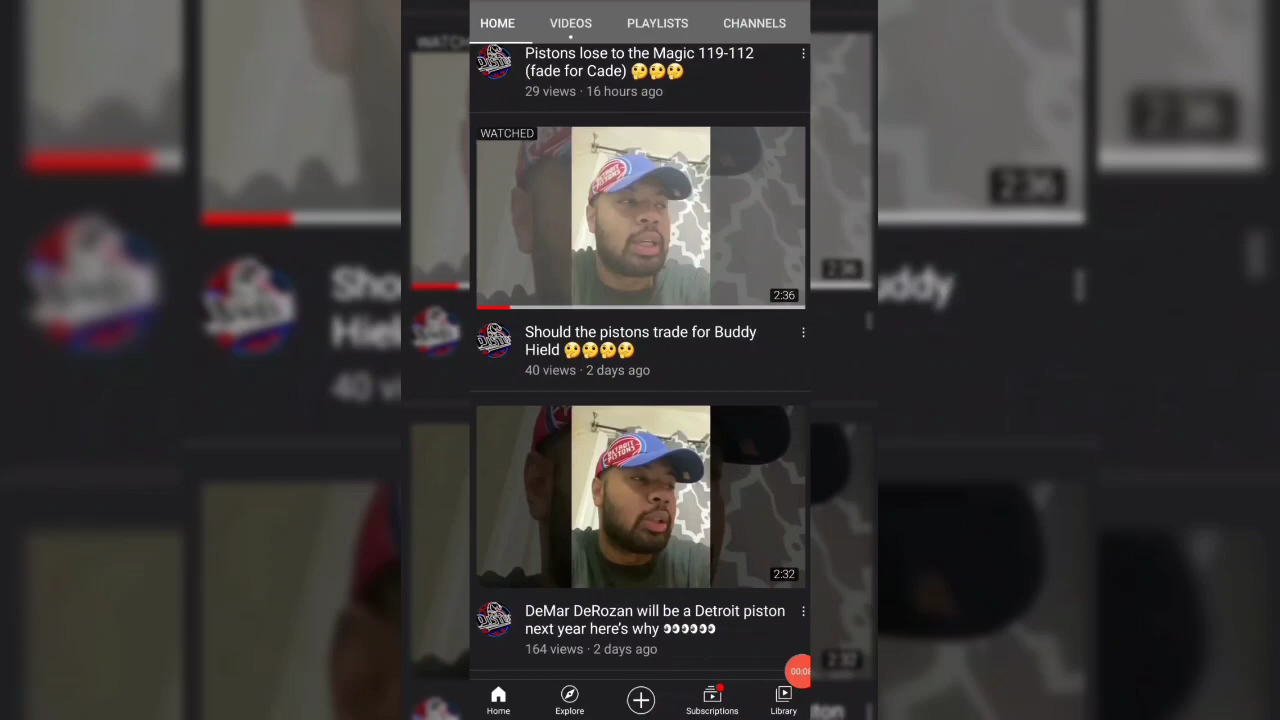 HOME VIDEOS PLAYLISTS CHANNELS
Pistons lose to the Magic 119-112
(fade for Cade) 🤔🤔🤔
29 views · 16 hours ago
WATCHED
DETROIT
PISTONS
2:36
Should the pistons trade for Buddy
Hield 🤔🤔🤔🤔
40 views · 2 days ago
DETROIT
PISTONS
2:32
DeMar DeRozan will be a Detroit piston
next year here's why 👀👀👀👀👀👀
164 views · 2 days ago
Home Explore Subscriptions Library